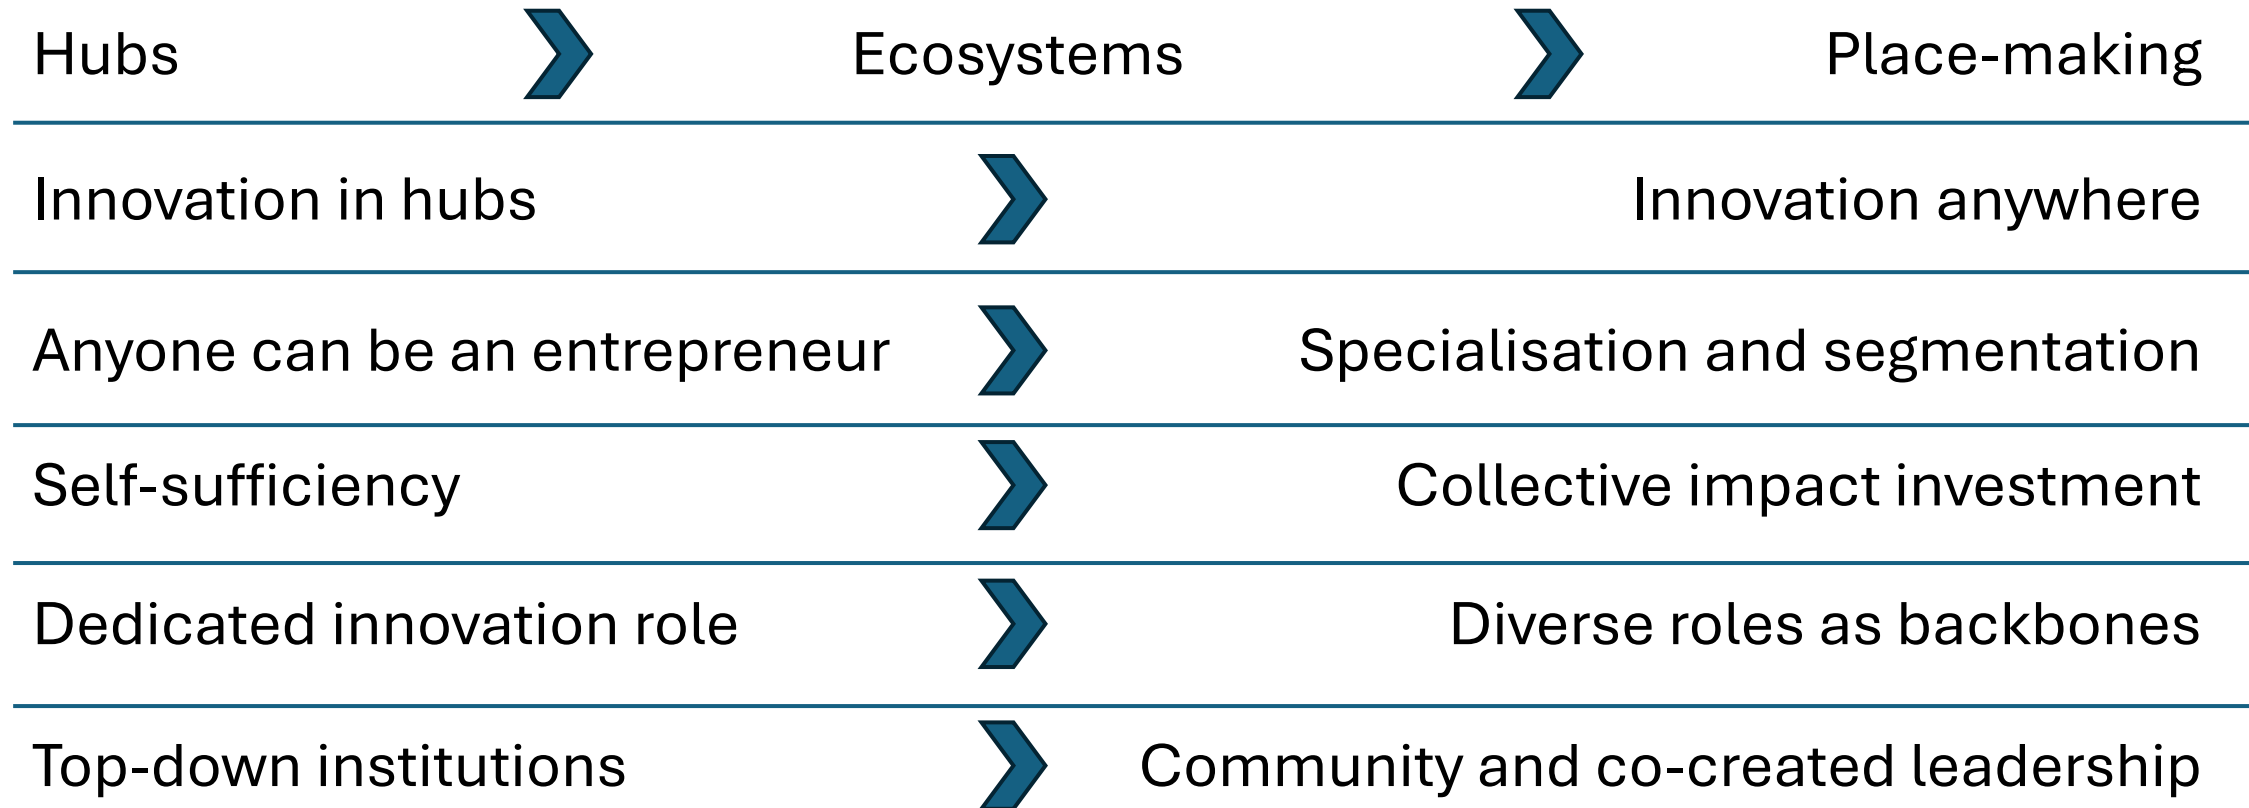 Hubs Ecosystems Place-making
Innovation in hubs Innovation anywhere
Anyone can be an entrepreneur Specialisation and segmentation
Self-sufficiency Collective impact investment
Dedicated innovation role Diverse roles as backbones
Top-down institutions Community and co-created leadership